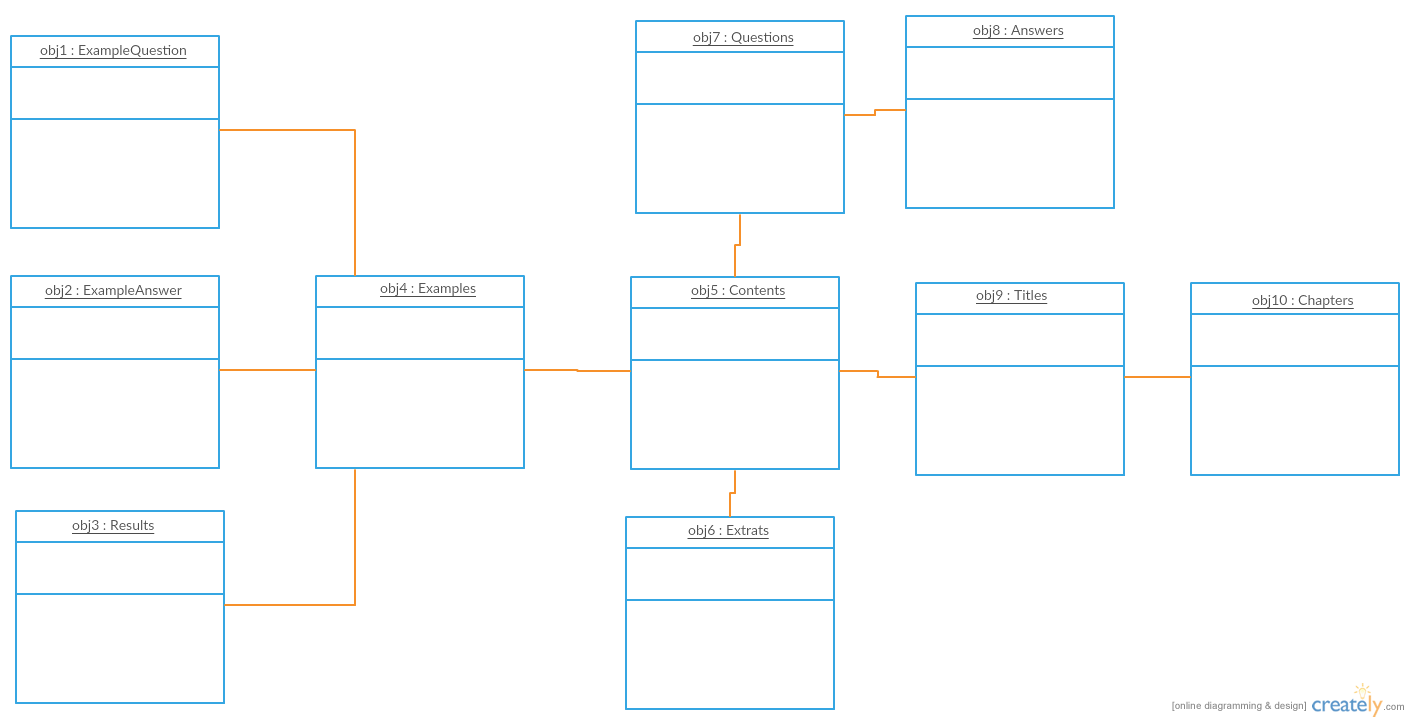 obj1 : ExampleQuestion
obj7 : Questions
obj8 : Answers
obj2 : ExampleAnswer
obj4 : Examples
obj5 : Contents
obj9 : Titles
obj10 : Chapters
obj3 : Results
obj6 : Extrats
[online diagramming & design] creately.com